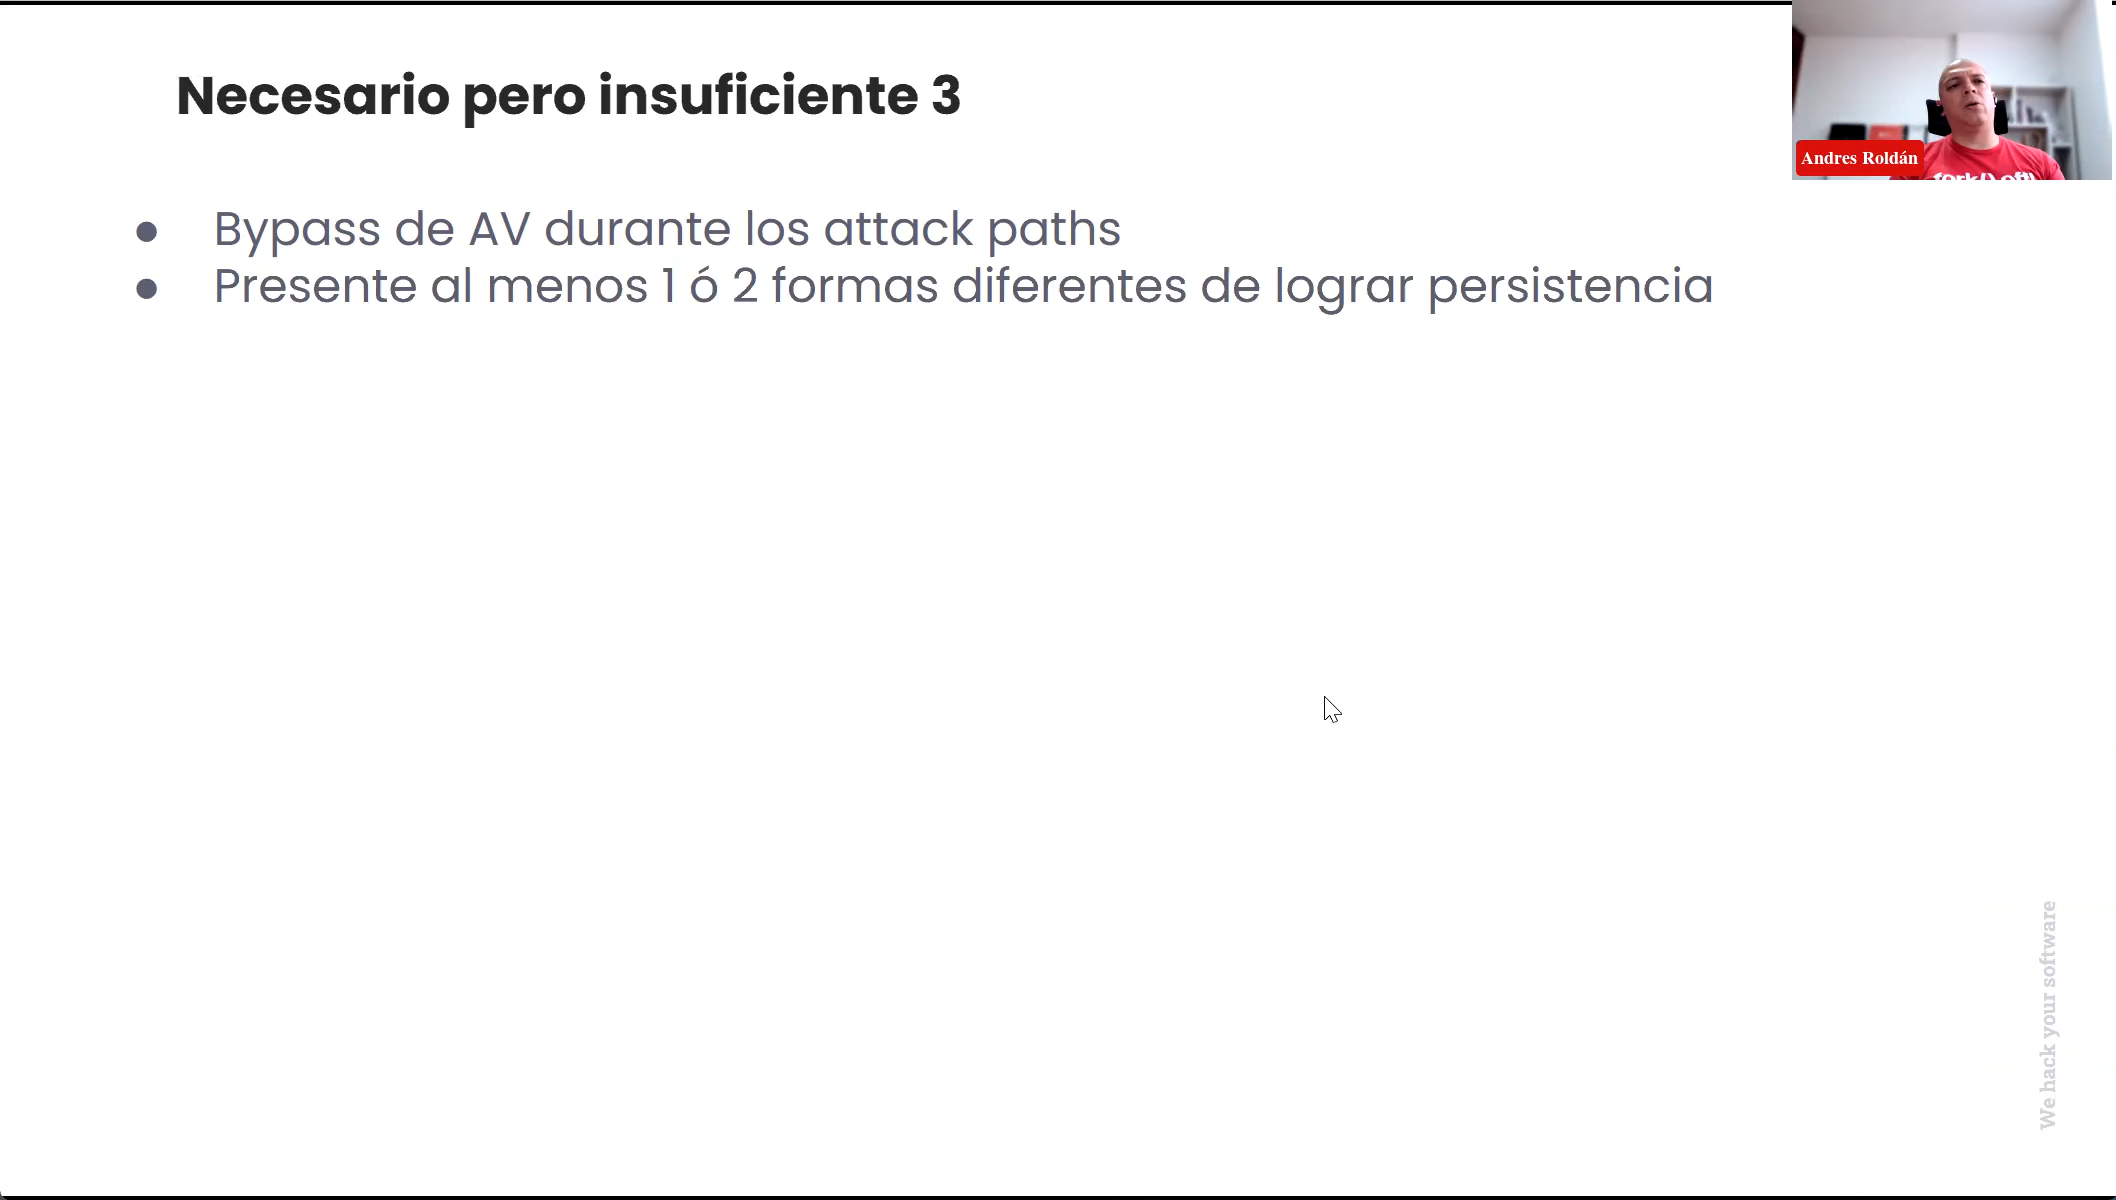 Necesario pero insuficiente 3
Andres Roldán
● Bypass de AV durante los attack paths
● Presente al menos 1 ó 2 formas diferentes de lograr persistencia
We hack your software